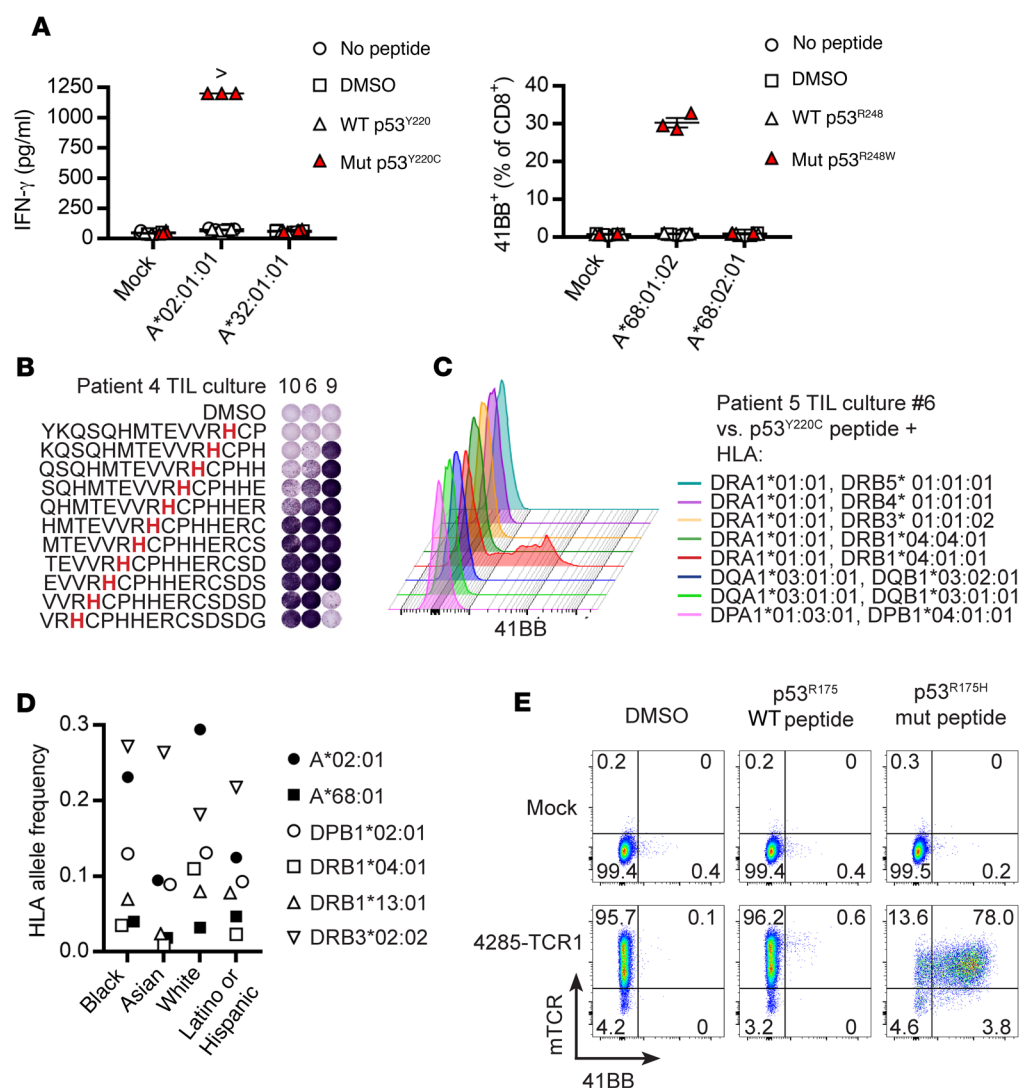 A
No peptide
DMSO
WT p53Y220
Mut p53Y220C
>
1250
1000
750
500
250
0
IFN-γ (pg/ml)
Mock
A*02:01:01
A*32:01:01
No peptide
DMSO
WT p53R248
Mut p53R248W
40
30
20
10
0
41BB+ (% of CD8+)
Mock
A*68:01:02
A*68:02:01
B
Patient 4 TIL culture 10 6 9
DMSO
YKQSQHMTEVVRHCP
KQSQHMTEVVRHCPH
QSQHMTEVVRHCPHH
SQHMTEVVRHCPHHE
QHMTEVVRHCPHHER
HMTEVVRHCPHHERC
MTEVVRHCPHHERCS
TEVVRHCPHHERCSD
EVVRHCPHHERCSDS
VVRHCPHHERCSDSD
VRHCPHHERCSDSDG
C
41BB
Patient 5 TIL culture #6
vs. p53Y220C peptide +
HLA:
DRA1*01:01, DRB5* 01:01:01
DRA1*01:01, DRB4* 01:01:01
DRA1*01:01, DRB3* 01:01:02
DRA1*01:01, DRB1*04:04:01
DRA1*01:01, DRB1*04:01:01
DQA1*03:01:01, DQB1*03:02:01
DQA1*03:01:01, DQB1*03:01:01
DPA1*01:03:01, DPB1*04:01:01
D
0.3
0.2
0.1
0.0
HLA allele frequency
Black
Asian
White
Latino or
Hispanic
A*02:01
A*68:01
DPB1*02:01
DRB1*04:01
DRB1*13:01
DRB3*02:02
E
DMSO
p53R175
WT peptide
p53R175H
mut peptide
Mock
0.2 0
99.4 0.4
0.2 0
99.4 0.4
0.3 0
99.5 0.2
4285-TCR1
95.7 0.1
4.2 0
96.2 0.6
3.2 0
13.6 78.0
4.6 3.8
mTCR
41BB